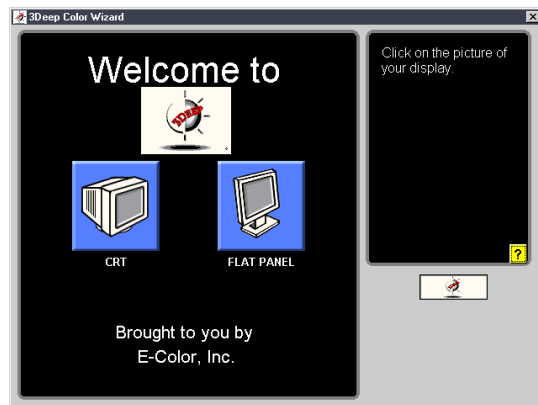 3Deep Color Wizard
Welcome to
3DEEP
CRT
FLAT PANEL
Brought to you by
E-Color, Inc.
Click on the picture of
your display.
?